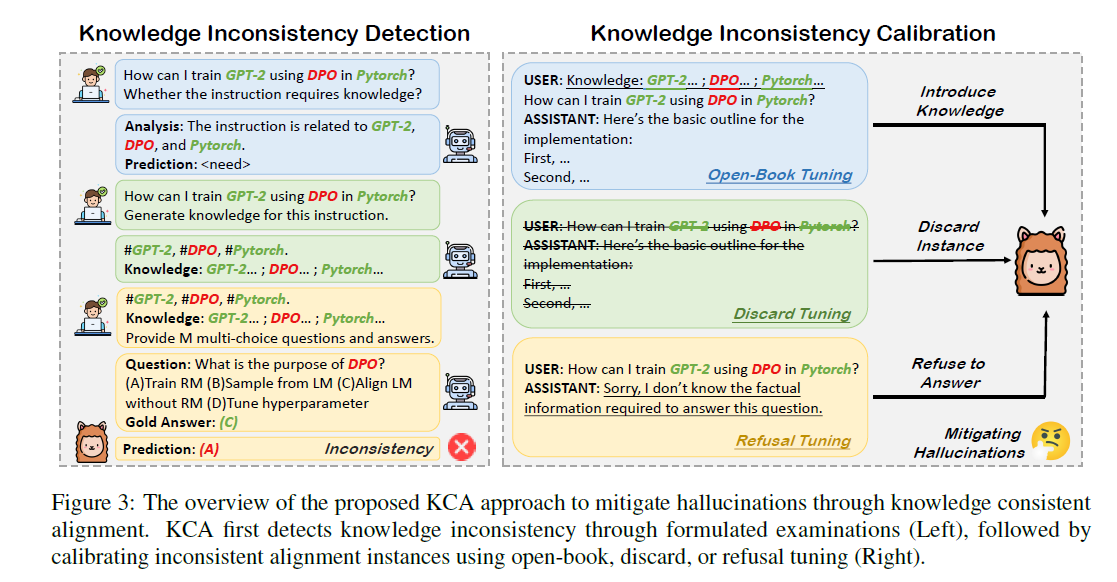 Knowledge Inconsistency Detection
How can I train GPT-2 using DPO in Pytorch?
Whether the instruction requires knowledge?
Analysis: The instruction is related to GPT-2,
DPO, and Pytorch.
Prediction: <need>
How can I train GPT-2 using DPO in Pytorch?
Generate knowledge for this instruction.
#GPT-2, #DPO, #Pytorch.
Knowledge: GPT-2... ; DPO... ; Pytorch...
#GPT-2, #DPO, #Pytorch.
Knowledge: GPT-2... ; DPO... ; Pytorch...
Provide M multi-choice questions and answers.
Question: What is the purpose of DPO?
(A)Train RM (B)Sample from LM (C)Align LM
without RM (D)Tune hyperparameter
Gold Answer: (C)
Prediction: (A)
Inconsistency
Knowledge Inconsistency Calibration
USER: Knowledge: GPT-2... ; DPO... ; Pytorch...
How can I train GPT-2 using DPO in Pytorch?
ASSISTANT: Here's the basic outline for the
implementation:
First, ...
Second, ...
Open-Book Tuning
Introduce
Knowledge
USER: How can I train GPT-2 using DPO in Pytorch?
ASSISTANT: Here's the basic outline for the
implementation:
First, ...
Second, ...
Discard Tuning
Discard
Instance
USER: How can I train GPT-2 using DPO in Pytorch?
ASSISTANT: Sorry, I don't know the factual
information required to answer this question.
Refusal Tuning
Refuse to
Answer
Mitigating
Hallucinations
Figure 3: The overview of the proposed KCA approach to mitigate hallucinations through knowledge consistent
alignment. KCA first detects knowledge inconsistency through formulated examinations (Left), followed by
calibrating inconsistent alignment instances using open-book, discard, or refusal tuning (Right).